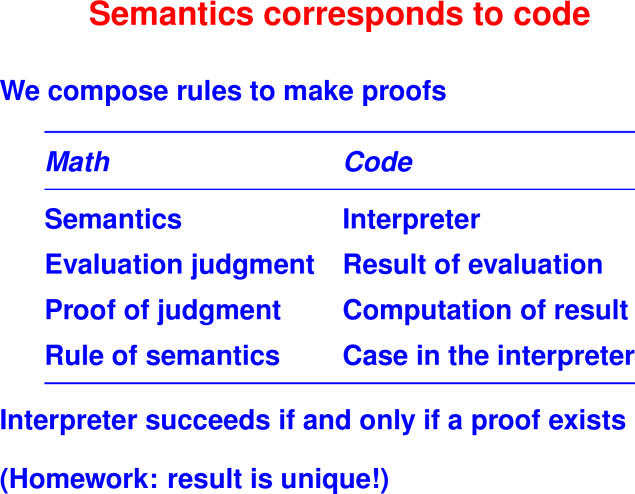 Semantics corresponds to code
We compose rules to make proofs
Math Code
Semantics Interpreter
Evaluation judgment Result of evaluation
Proof of judgment Computation of result
Rule of semantics Case in the interpreter
Interpreter succeeds if and only if a proof exists
(Homework: result is unique!)